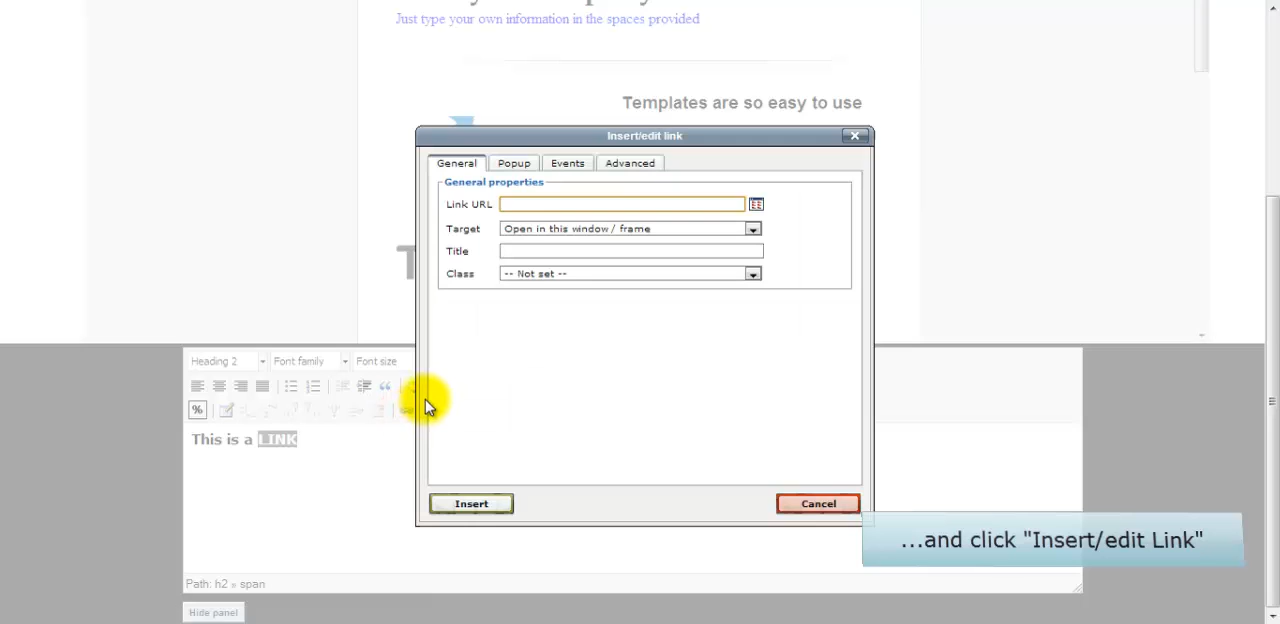 Just type your own information in the spaces provided
Templates are so easy to use
Insert/edit link
General Popup Events Advanced
General properties
Link URL
Target Open in this window / frame
Title
Class -- Not set --
Heading 2 Font family Font size
%
This is a LINK
Insert Cancel
...and click "Insert/edit Link"
Path: h2 » span
Hide panel